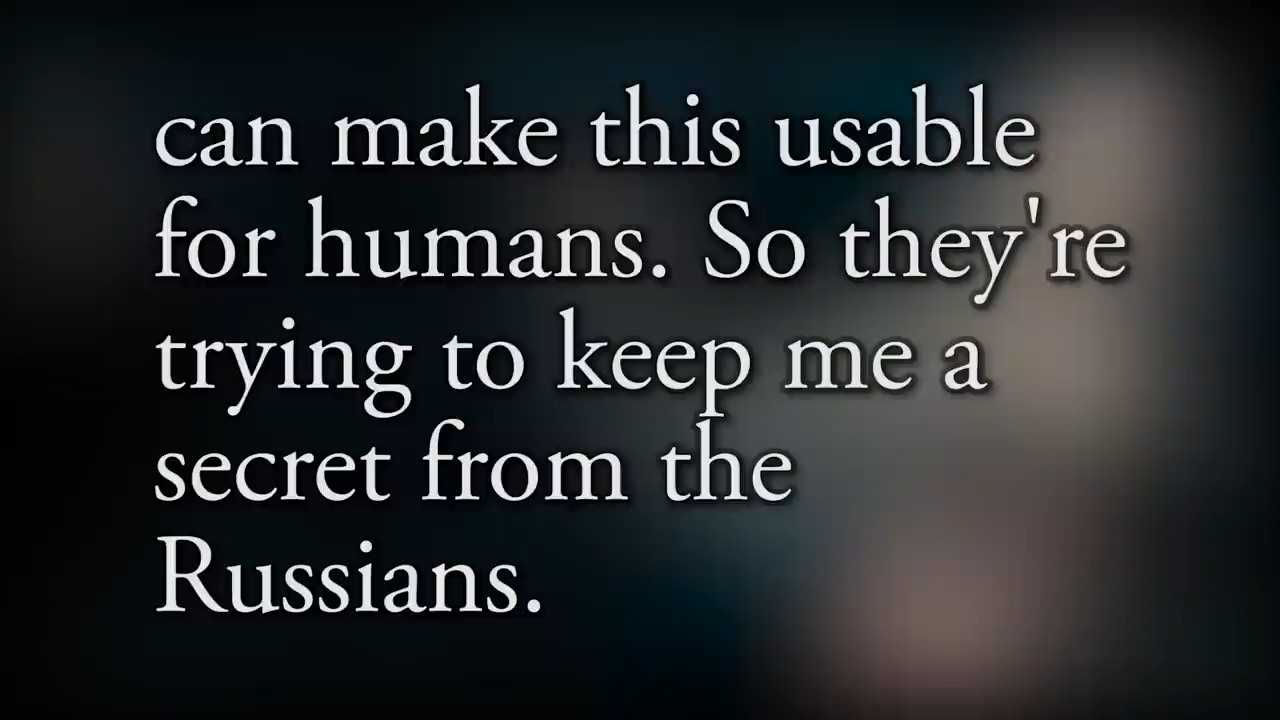 can make this usable
for humans. So they're
trying to keep me a
secret from the
Russians.